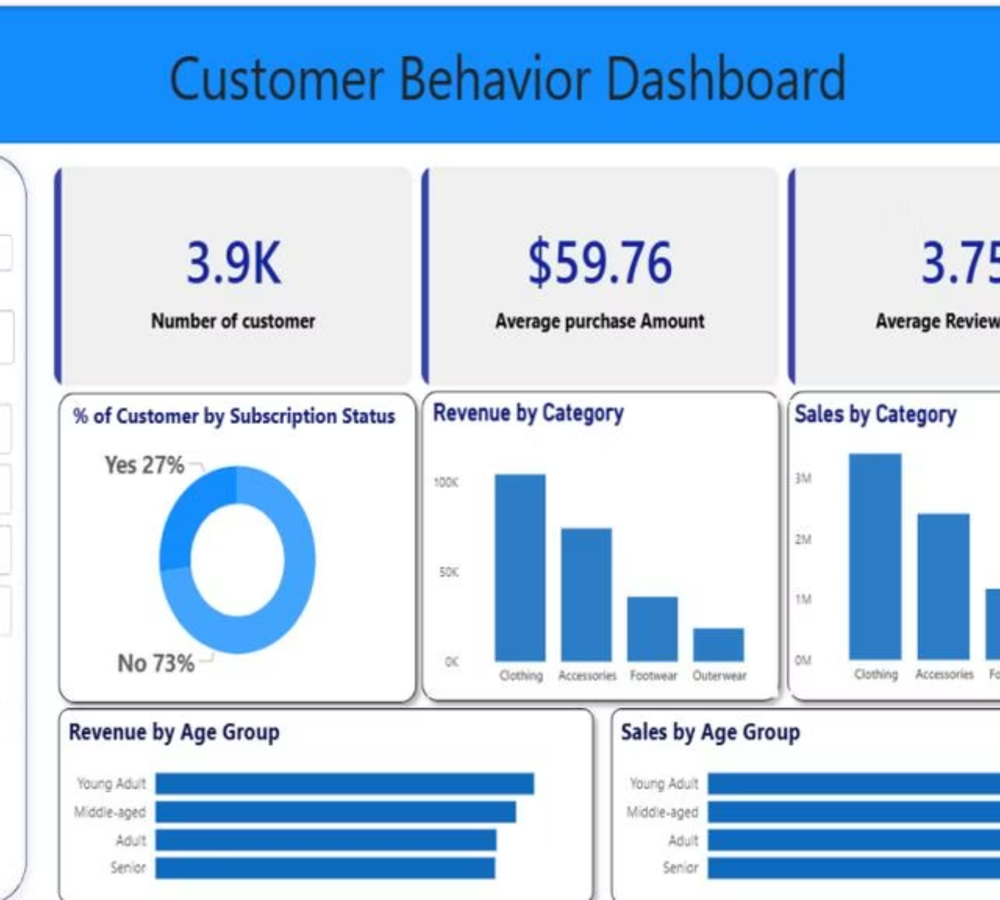 Customer Behavior Dashboard
3.9K
Number of customer
$59.76
Average purchase Amount
3.75
Average Review
% of Customer by Subscription Status
Yes 27%
No 73%
Revenue by Category
100K
50K
0K
Clothing Accessories Footwear Outerwear
Sales by Category
3M
2M
1M
0M
Clothing Accessories Fo
Revenue by Age Group
Young Adult
Middle-aged
Adult
Senior
Sales by Age Group
Young Adult
Middle-aged
Adult
Senior